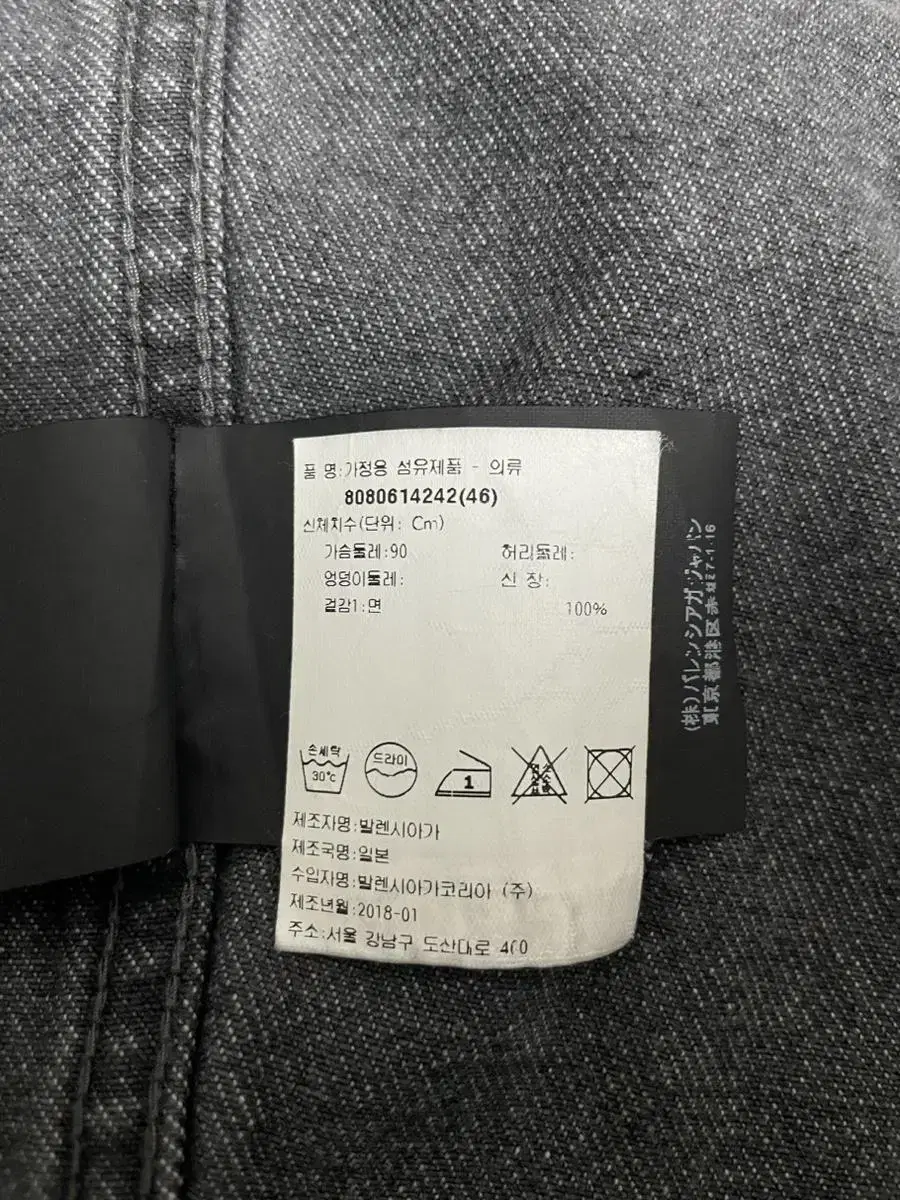 품 명:가정용 섬유제품 - 의류
8080614242(46)
신체치수(단위: Cm)
가슴둘레:90 허리둘레:
엉덩이둘레: 신 장:
겉감1:면 100%
손세탁 드라이
30℃ 1 염소표백
제조자명:발렌시아가
제조국명:일본
수입자명:발렌시아가코리아 (주)
제조년월:2018-01
주소:서울 강남구 도산대로 460
(株)バレンシアガ ジャパン
東京都港区赤坂7-1-16